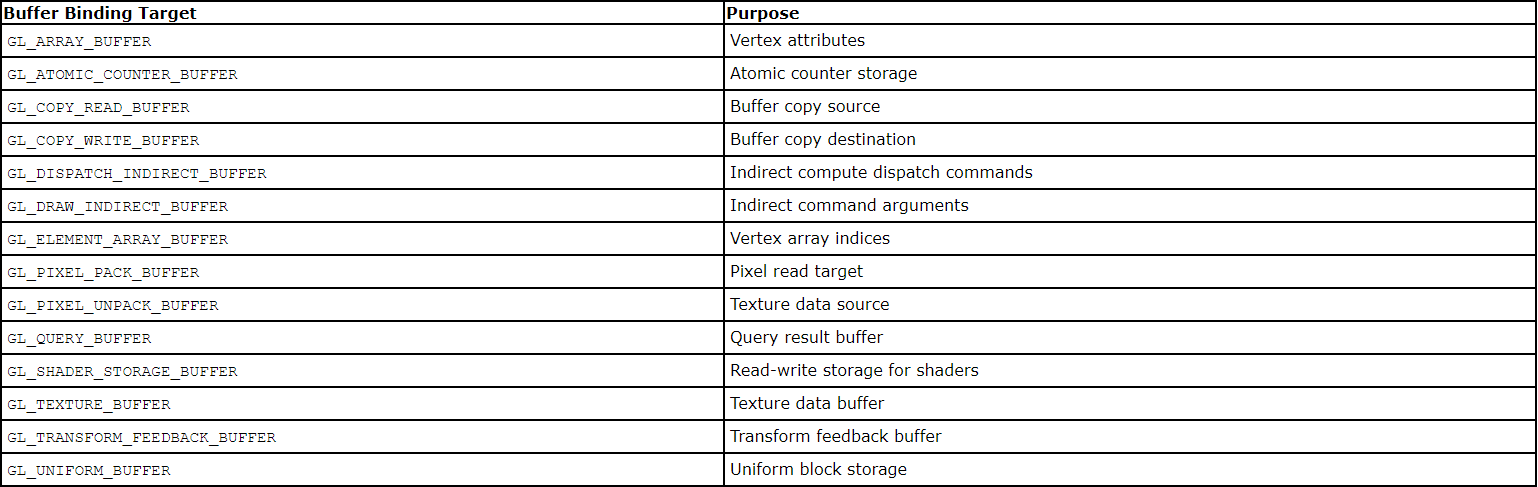 Buffer Binding Target Purpose
GL_ARRAY_BUFFER Vertex attributes
GL_ATOMIC_COUNTER_BUFFER Atomic counter storage
GL_COPY_READ_BUFFER Buffer copy source
GL_COPY_WRITE_BUFFER Buffer copy destination
GL_DISPATCH_INDIRECT_BUFFER Indirect compute dispatch commands
GL_DRAW_INDIRECT_BUFFER Indirect command arguments
GL_ELEMENT_ARRAY_BUFFER Vertex array indices
GL_PIXEL_PACK_BUFFER Pixel read target
GL_PIXEL_UNPACK_BUFFER Texture data source
GL_QUERY_BUFFER Query result buffer
GL_SHADER_STORAGE_BUFFER Read-write storage for shaders
GL_TEXTURE_BUFFER Texture data buffer
GL_TRANSFORM_FEEDBACK_BUFFER Transform feedback buffer
GL_UNIFORM_BUFFER Uniform block storage